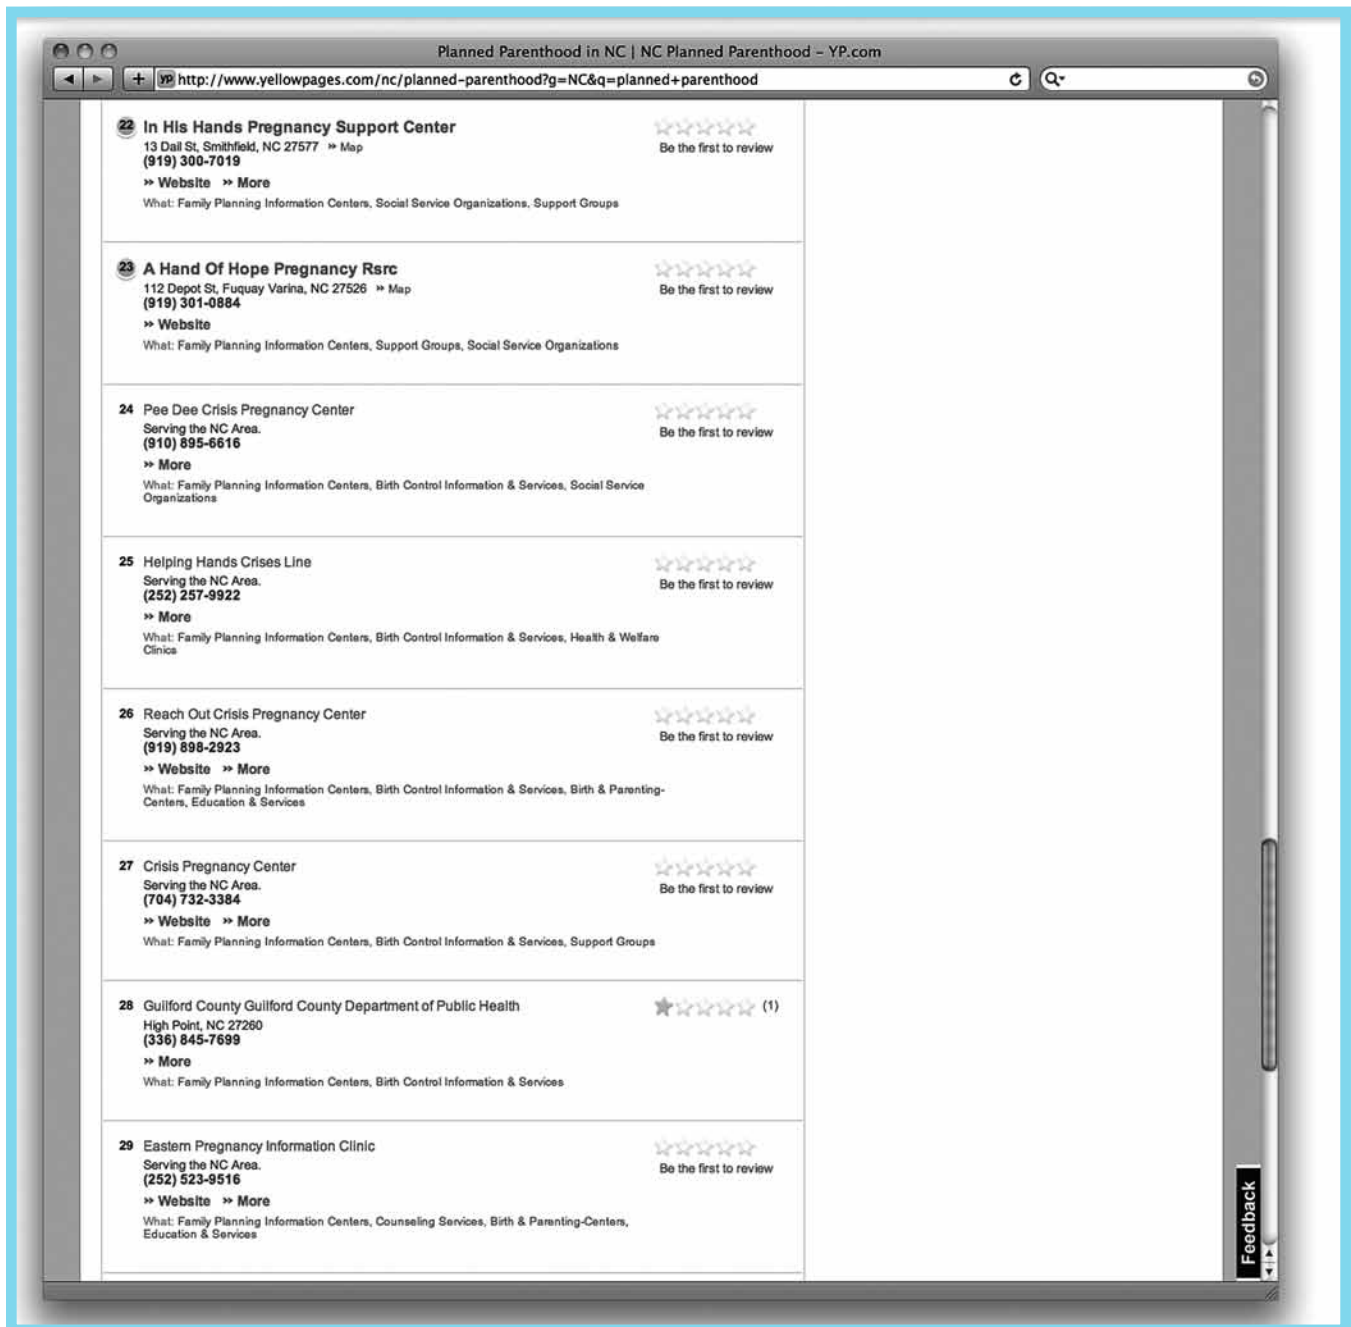 Planned Parenthood in NC | NC Planned Parenthood – YP.com
YP http://www.yellowpages.com/nc/planned-parenthood?g=NC&q=planned+parenthood
22 In His Hands Pregnancy Support Center
13 Dail St, Smithfield, NC 27577 » Map
Be the first to review
(919) 300-7019
» Website » More
What: Family Planning Information Centers, Social Service Organizations, Support Groups
23 A Hand Of Hope Pregnancy Rsrc
112 Depot St, Fuquay Varina, NC 27526 » Map
Be the first to review
(919) 301-0884
» Website
What: Family Planning Information Centers, Support Groups, Social Service Organizations
24 Pee Dee Crisis Pregnancy Center
Serving the NC Area.
Be the first to review
(910) 895-6616
» More
What: Family Planning Information Centers, Birth Control Information & Services, Social Service
Organizations
25 Helping Hands Crises Line
Serving the NC Area.
Be the first to review
(252) 257-9922
» More
What: Family Planning Information Centers, Birth Control Information & Services, Health & Welfare
Clinics
26 Reach Out Crisis Pregnancy Center
Serving the NC Area.
Be the first to review
(919) 898-2923
» Website » More
What: Family Planning Information Centers, Birth Control Information & Services, Birth & Parenting-
Centers, Education & Services
27 Crisis Pregnancy Center
Serving the NC Area.
Be the first to review
(704) 732-3384
» Website » More
What: Family Planning Information Centers, Birth Control Information & Services, Support Groups
28 Guilford County Guilford County Department of Public Health (1)
High Point, NC 27260
(336) 845-7699
» More
What: Family Planning Information Centers, Birth Control Information & Services
29 Eastern Pregnancy Information Clinic
Serving the NC Area.
Be the first to review
(252) 523-9516
» Website » More
What: Family Planning Information Centers, Counseling Services, Birth & Parenting-Centers,
Education & Services
Feedback